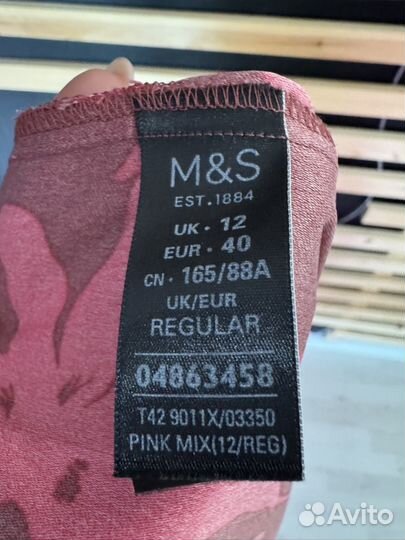 M&S
EST. 1884
UK · 12
EUR · 40
CN · 165/88A
UK/EUR
REGULAR
04863458
T42 9011X/03350
PINK MIX(12/REG)
Avito